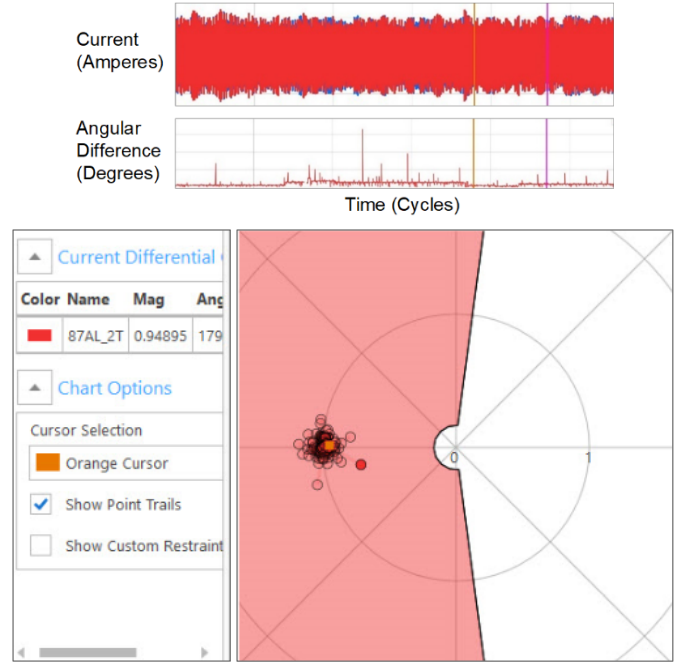 Current
(Amperes)
Angular
Difference
(Degrees)
Time (Cycles)
Current Differential
Color Name Mag Ang
87AL_2T 0.94895 179
Chart Options
Cursor Selection
Orange Cursor
Show Point Trails
Show Custom Restraint
0 1